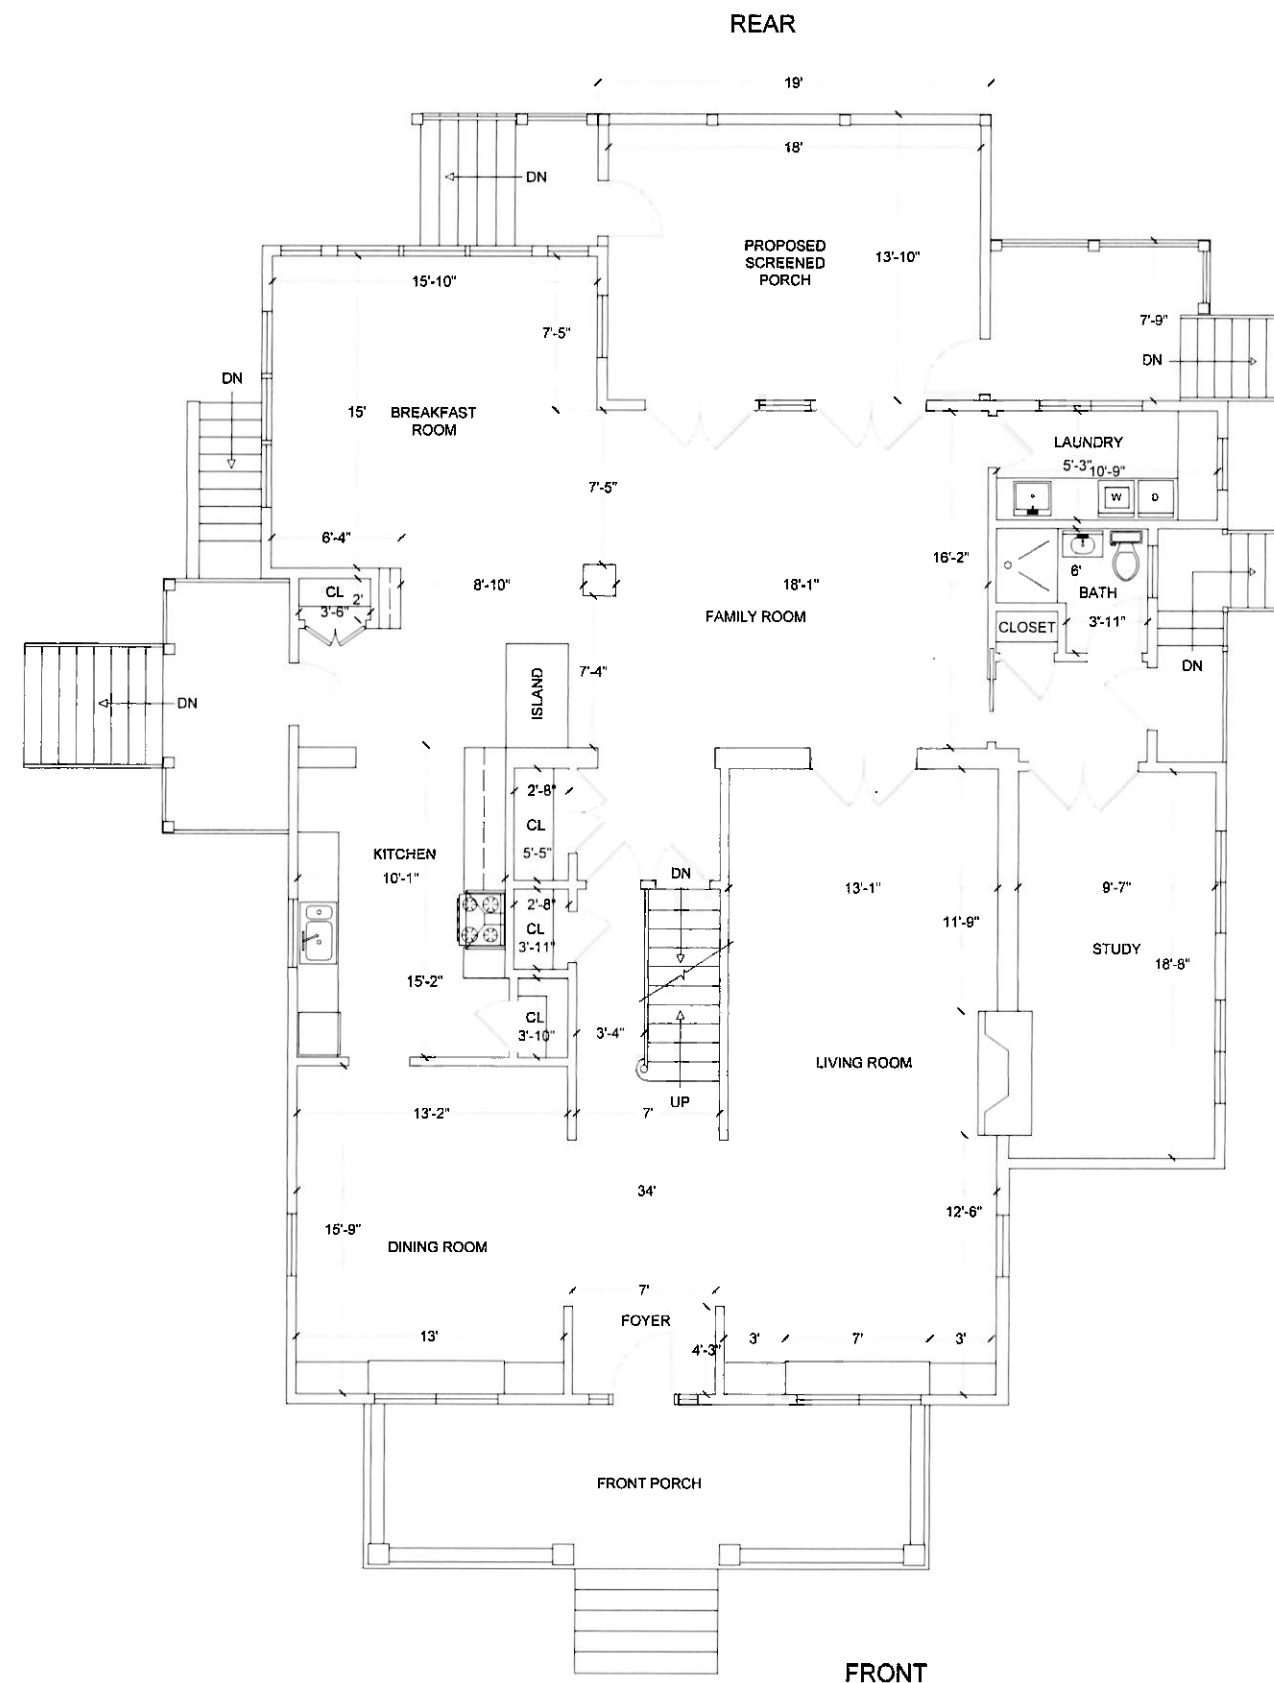 REAR
19'
18'
DN
PROPOSED
SCREENED
PORCH
13'-10"
15'-10"
7'-5"
7'-9"
DN
DN
15'
BREAKFAST
ROOM
LAUNDRY
5'-3"
10'-9"
7'-5"
W
D
6'-4"
16'-2"
8'-10"
18'-1"
6'
BATH
CL
2'
3'-6"
FAMILY ROOM
CLOSET
3'-11"
DN
7'-4"
ISLAND
DN
2'-8"
CL
5'-5"
KITCHEN
10'-1"
DN
13'-1"
9'-7"
2'-8"
CL
3'-11"
11'-9"
STUDY
18'-8"
15'-2"
CL
3'-10"
3'-4"
LIVING ROOM
UP
13'-2"
7'
34'
15'-9"
12'-6"
DINING ROOM
7'
FOYER
13'
4'-3"
3'
7'
3'
FRONT PORCH
FRONT